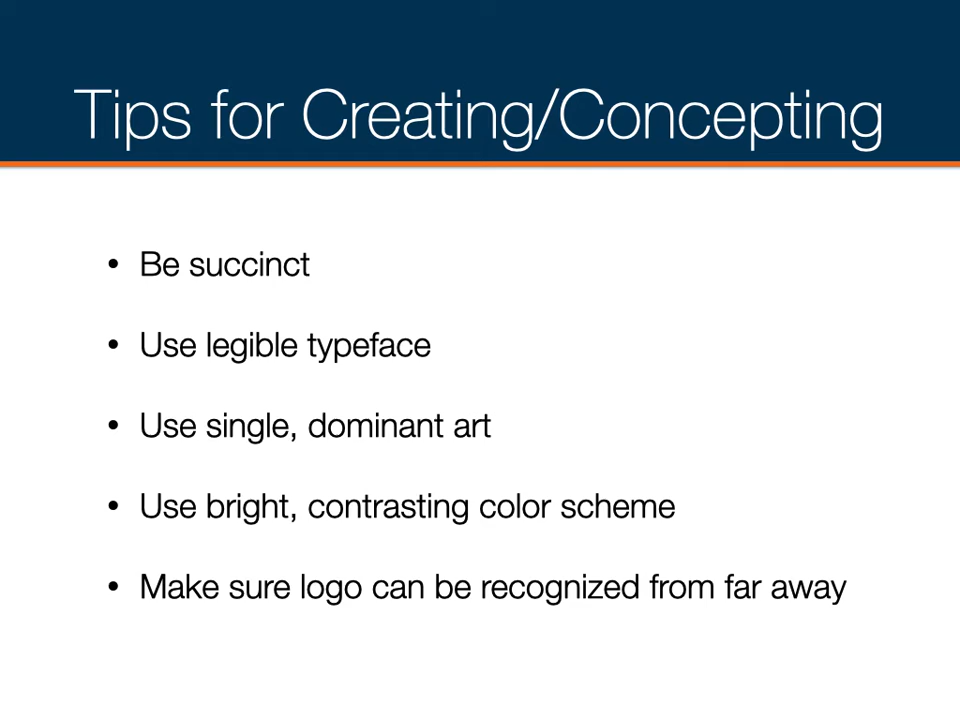 Tips for Creating/Concepting
• Be succinct
• Use legible typeface
• Use single, dominant art
• Use bright, contrasting color scheme
• Make sure logo can be recognized from far away